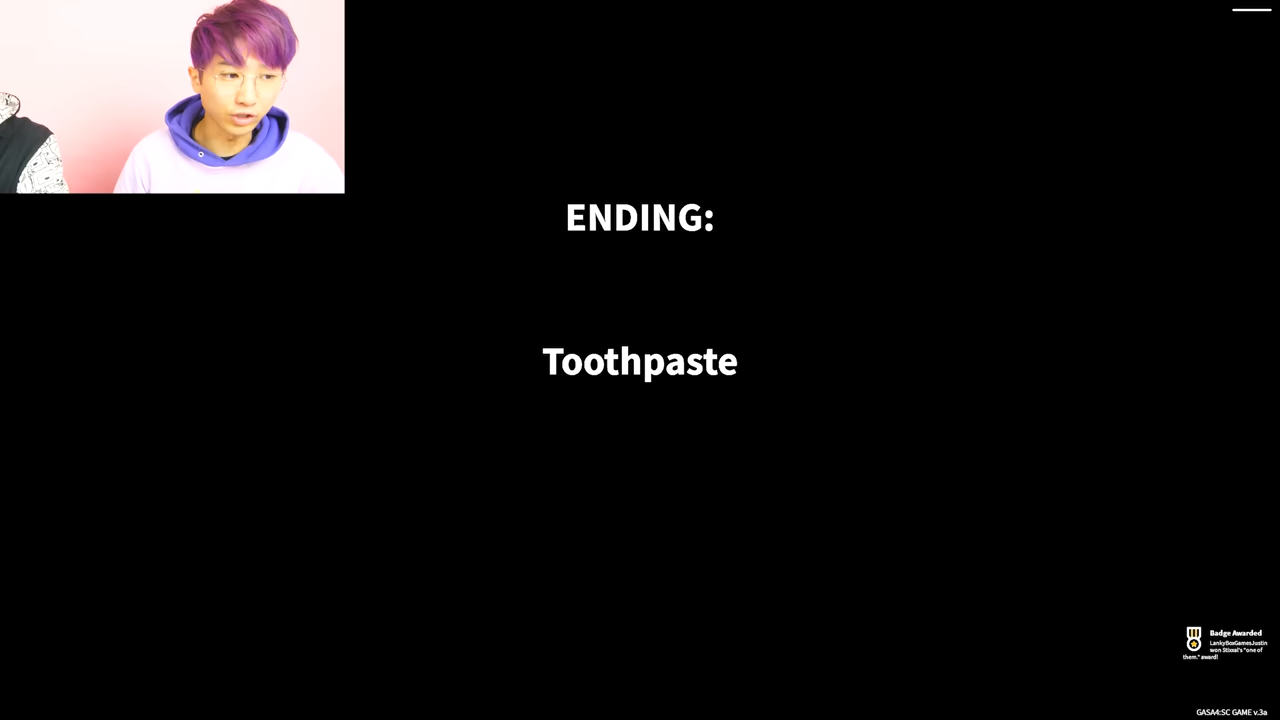 ENDING:
Toothpaste
Badge Awarded
LankyBoxGamesJustin
won Stixxal's "one of
them." award!
GASA4:SC GAME v.3a